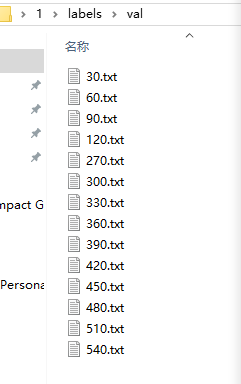 1 > labels > val
名称
30.txt
60.txt
90.txt
120.txt
270.txt
300.txt
330.txt
360.txt
mpact G
390.txt
420.txt
450.txt
Persona
480.txt
510.txt
540.txt